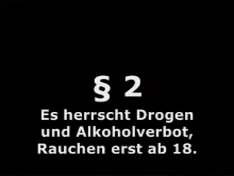 § 2
Es herrscht Drogen
und Alkoholverbot,
Rauchen erst ab 18.